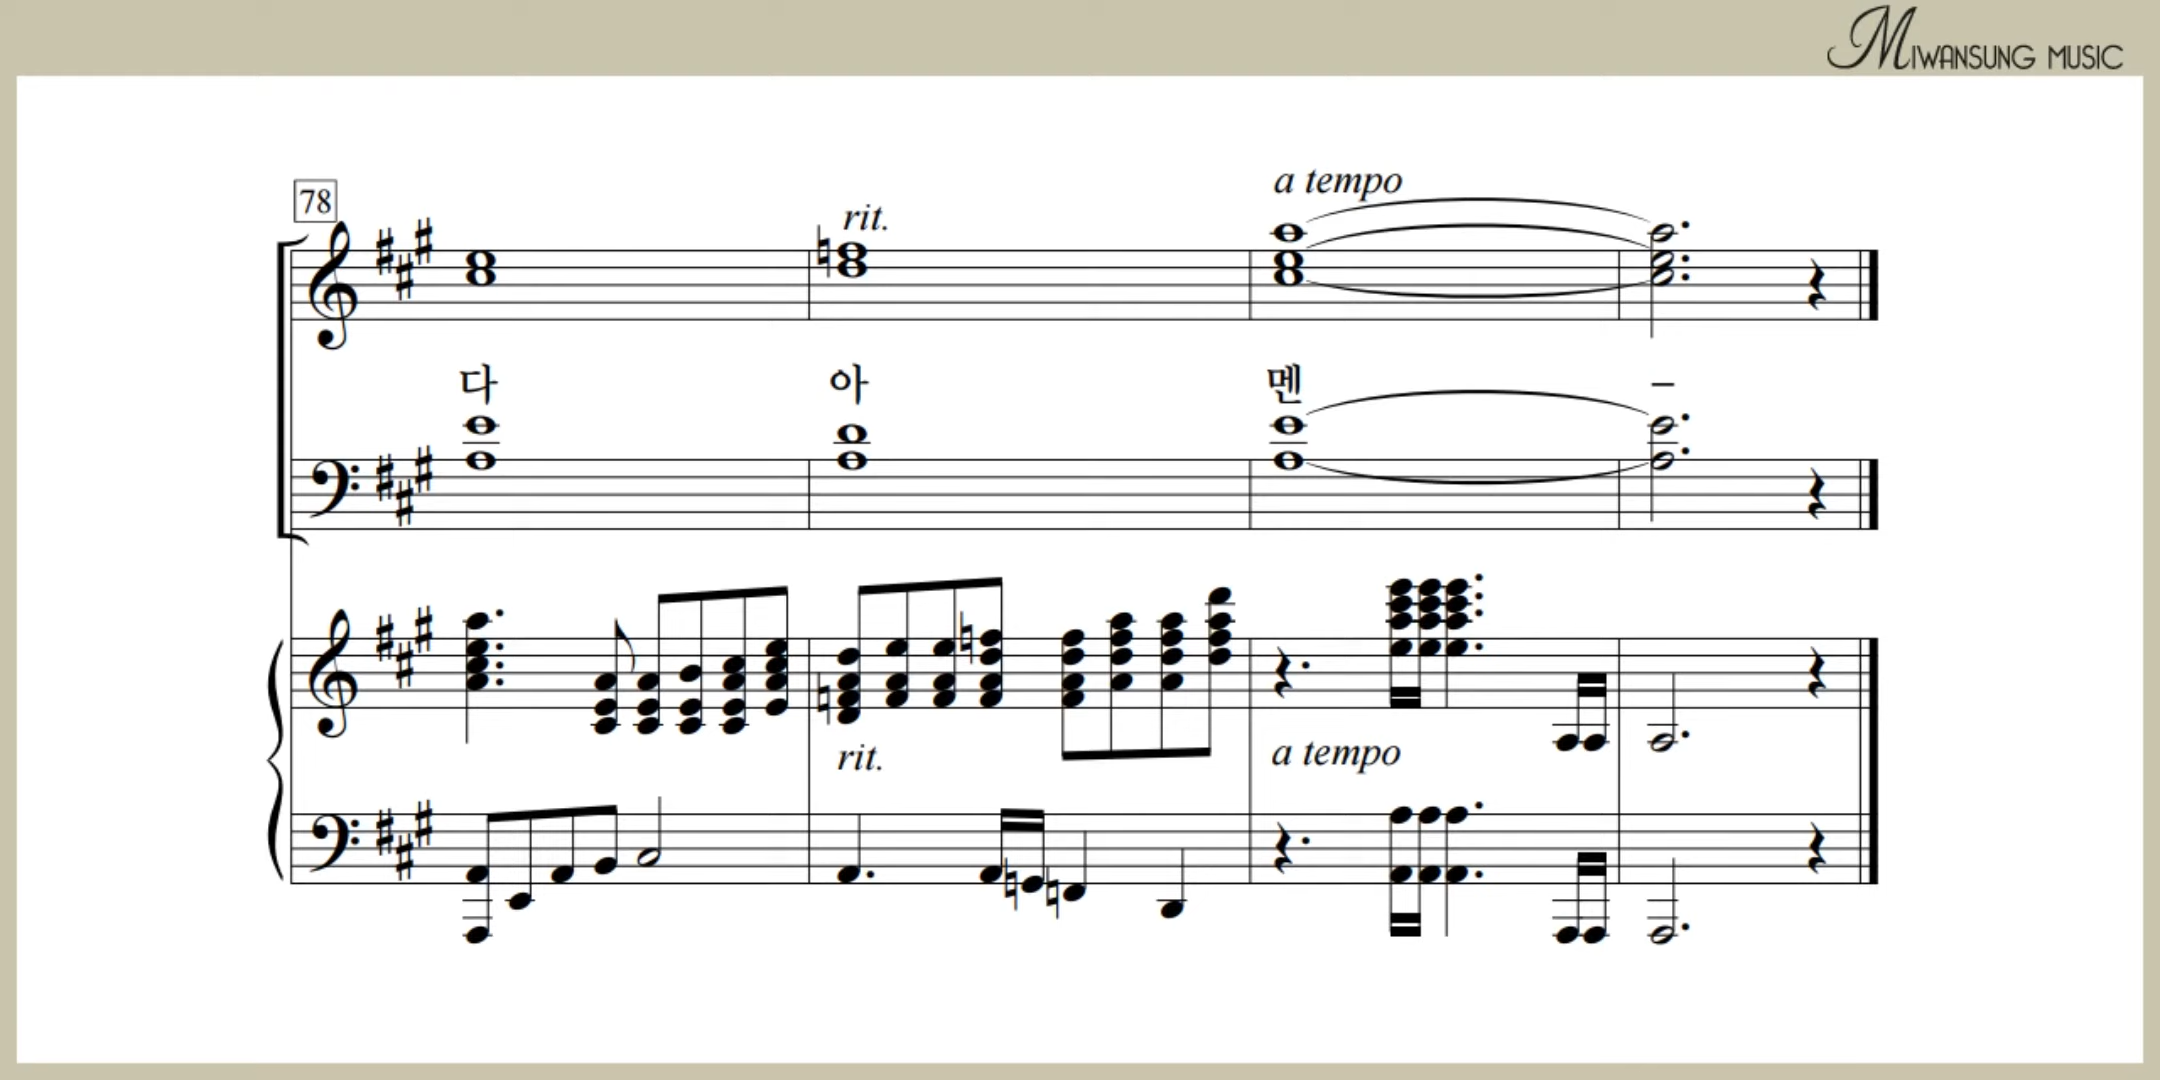 MIWANSUNG MUSIC
78
rit.
a tempo
다 아 멘 –
rit.
a tempo